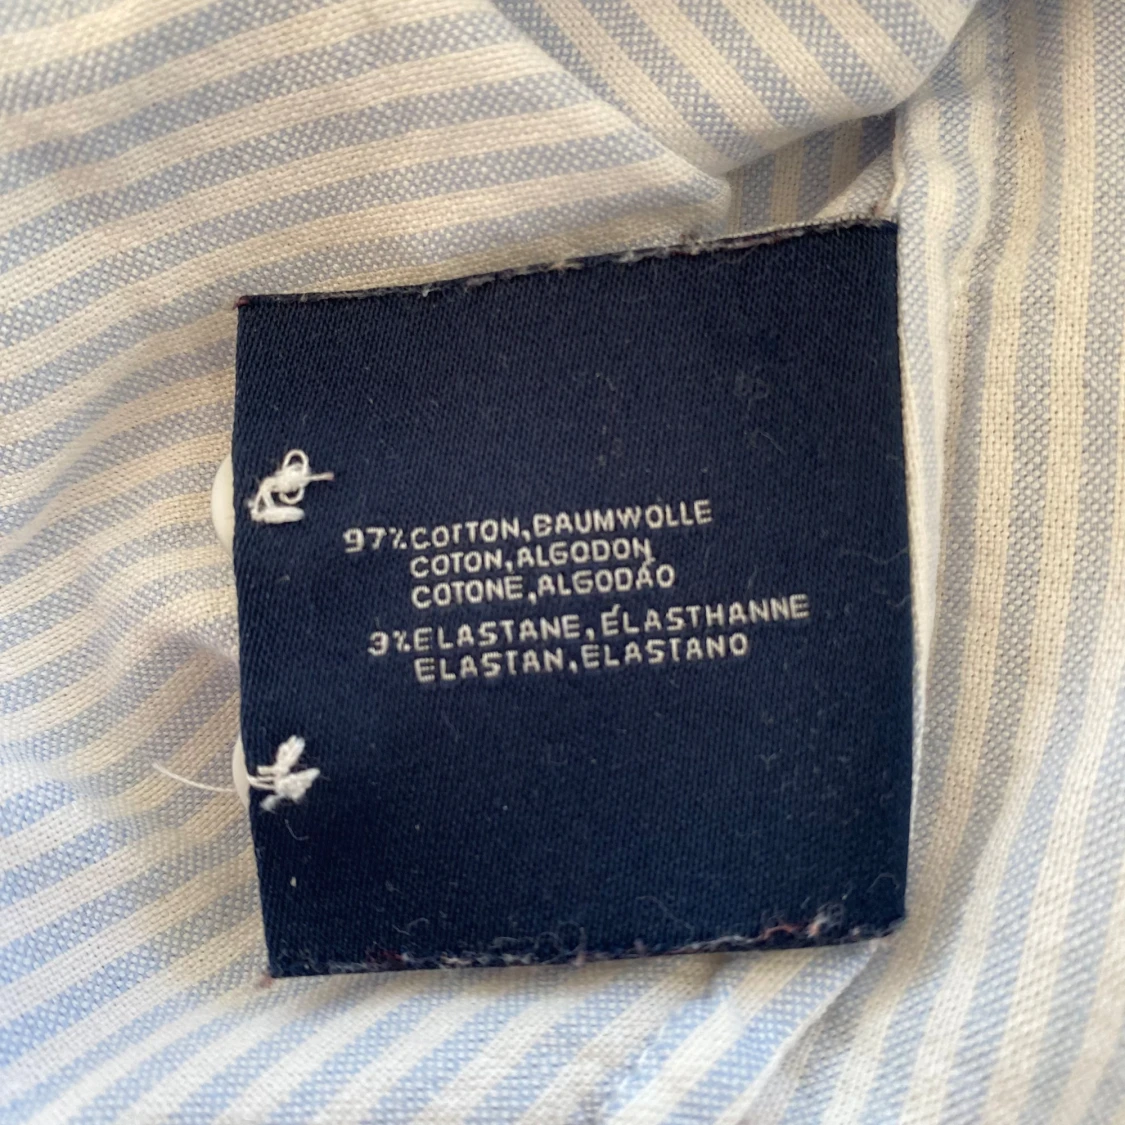 97% COTTON, BAUMWOLLE
COTON, ALGODON
COTONE, ALGODÃO
3% ELASTANE, ÉLASTHANNE
ELASTAN, ELASTANO